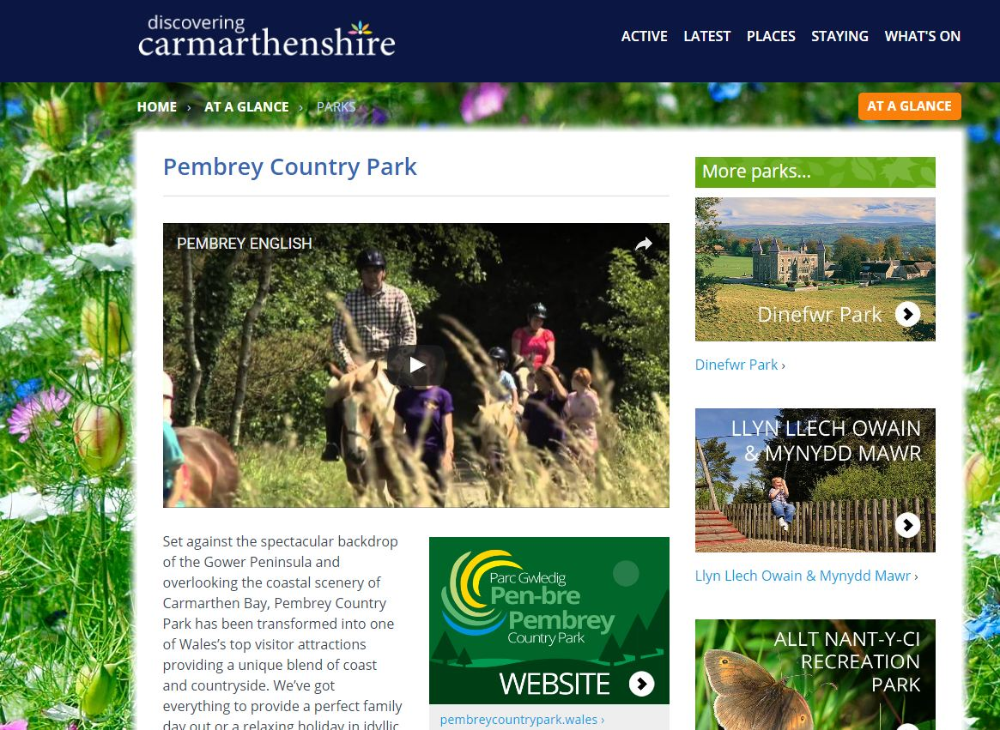 discovering
carmarthenshire
ACTIVE LATEST PLACES STAYING WHAT'S ON
HOME › AT A GLANCE › PARKS
AT A GLANCE
Pembrey Country Park
PEMBREY ENGLISH
Set against the spectacular backdrop
of the Gower Peninsula and
overlooking the coastal scenery of
Carmarthen Bay, Pembrey Country
Park has been transformed into one
of Wales’s top visitor attractions
providing a unique blend of coast
and countryside. We’ve got
everything to provide a perfect family
day out or a relaxing holiday in idyllic
Parc Gwledig
Pen-bre
Pembrey
Country Park
WEBSITE
pembreycountrypark.wales ›
More parks...
Dinefwr Park
Dinefwr Park ›
LLYN LLECH OWAIN
& MYNYDD MAWR
Llyn Llech Owain & Mynydd Mawr ›
ALLT NANT-Y-CI
RECREATION
PARK